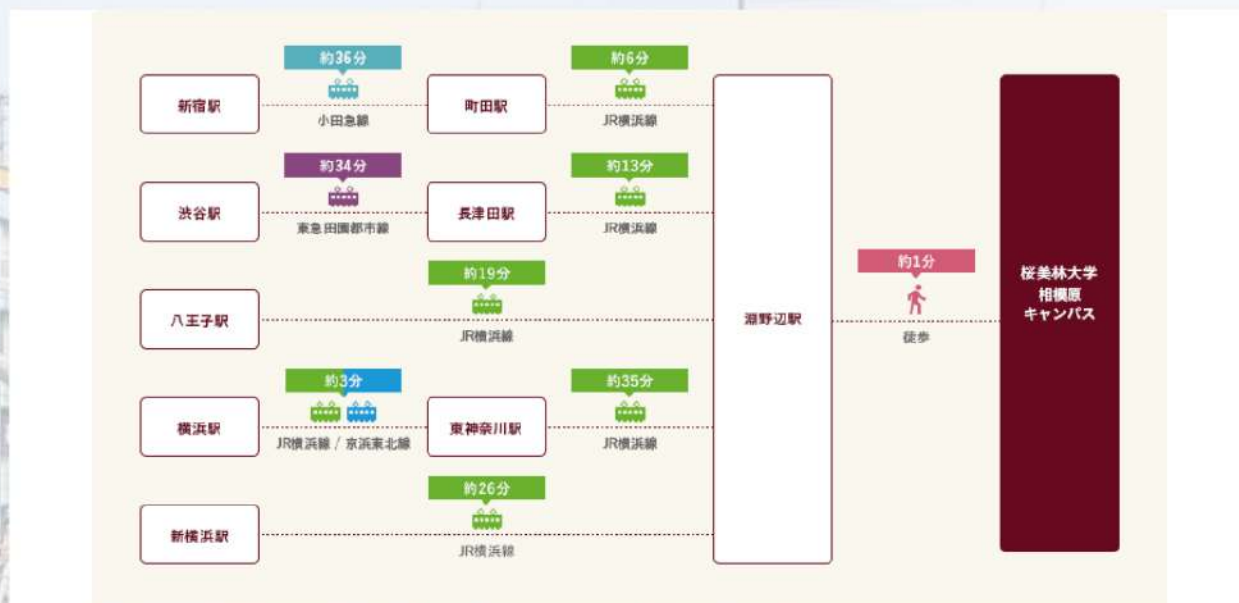 約36分
約6分
新宿駅
町田駅
小田急線
JR横浜線
約34分
約13分
渋谷駅
長津田駅
東急田園都市線
JR横浜線
約19分
八王子駅
JR横浜線
約3分
約35分
横浜駅
東神奈川駅
JR横浜線 / 京浜東北線
JR横浜線
約26分
新横浜駅
JR横浜線
淵野辺駅
約1分
徒歩
桜美林大学
相模原
キャンパス